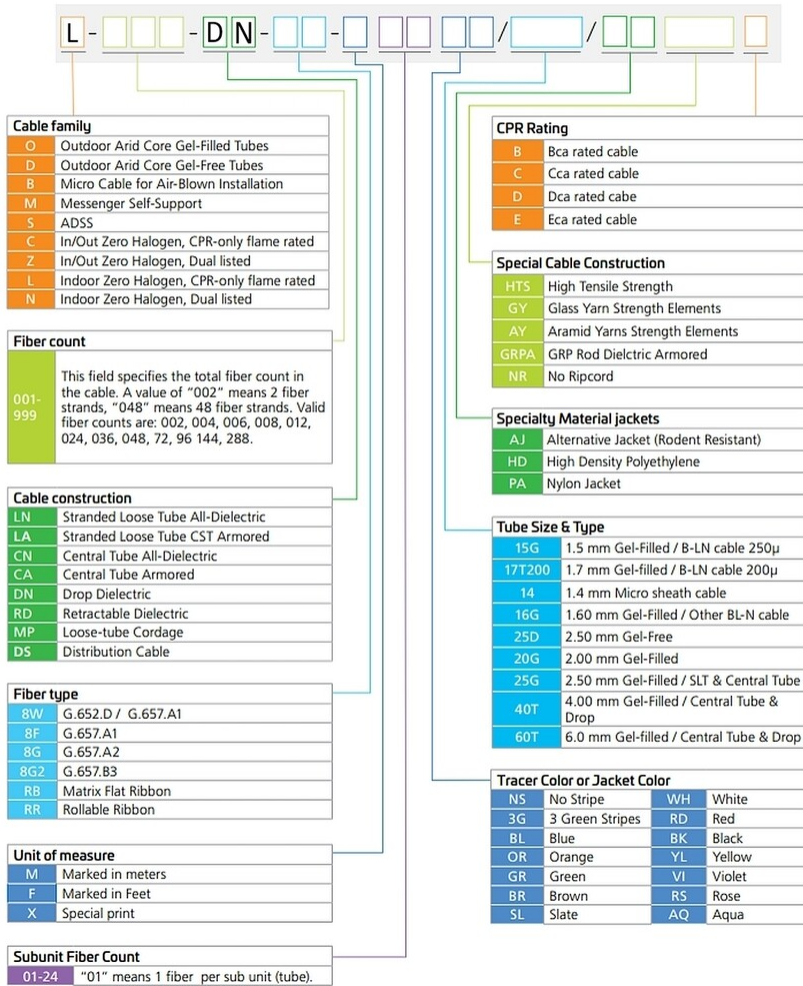 L - - DN - - / /
Cable family
O Outdoor Arid Core Gel-Filled Tubes
D Outdoor Arid Core Gel-Free Tubes
B Micro Cable for Air-Blown Installation
M Messenger Self-Support
S ADSS
C In/Out Zero Halogen, CPR-only flame rated
Z In/Out Zero Halogen, Dual listed
L Indoor Zero Halogen, CPR-only flame rated
N Indoor Zero Halogen, Dual listed
Fiber count
001-
999
This field specifies the total fiber count in
the cable. A value of “002” means 2 fiber
strands, “048” means 48 fiber strands. Valid
fiber counts are: 002, 004, 006, 008, 012,
024, 036, 048, 72, 96 144, 288.
Cable construction
LN Stranded Loose Tube All-Dielectric
LA Stranded Loose Tube CST Armored
CN Central Tube All-Dielectric
CA Central Tube Armored
DN Drop Dielectric
RD Retractable Dielectric
MP Loose-tube Cordage
DS Distribution Cable
Fiber type
8W G.652.D / G.657.A1
8F G.657.A1
8G G.657.A2
8G2 G.657.B3
RB Matrix Flat Ribbon
RR Rollable Ribbon
Unit of measure
M Marked in meters
F Marked in Feet
X Special print
Subunit Fiber Count
01-24 “01” means 1 fiber per sub unit (tube).
CPR Rating
B Bca rated cable
C Cca rated cable
D Dca rated cabe
E Eca rated cable
Special Cable Construction
HTS High Tensile Strength
GY Glass Yarn Strength Elements
AY Aramid Yarns Strength Elements
GRPA GRP Rod Dielctric Armored
NR No Ripcord
Specialty Material jackets
AJ Alternative Jacket (Rodent Resistant)
HD High Density Polyethylene
PA Nylon Jacket
Tube Size & Type
15G 1.5 mm Gel-Filled / B-LN cable 250µ
17T200 1.7 mm Gel-filled / B-LN cable 200µ
14 1.4 mm Micro sheath cable
16G 1.60 mm Gel-Filled / Other BL-N cable
25D 2.50 mm Gel-Free
20G 2.00 mm Gel-Filled
25G 2.50 mm Gel-Filled / SLT & Central Tube
40T 4.00 mm Gel-Filled / Central Tube &
Drop
60T 6.0 mm Gel-filled / Central Tube & Drop
Tracer Color or Jacket Color
NS No Stripe WH White
3G 3 Green Stripes RD Red
BL Blue BK Black
OR Orange YL Yellow
GR Green VI Violet
BR Brown RS Rose
SL Slate AQ Aqua